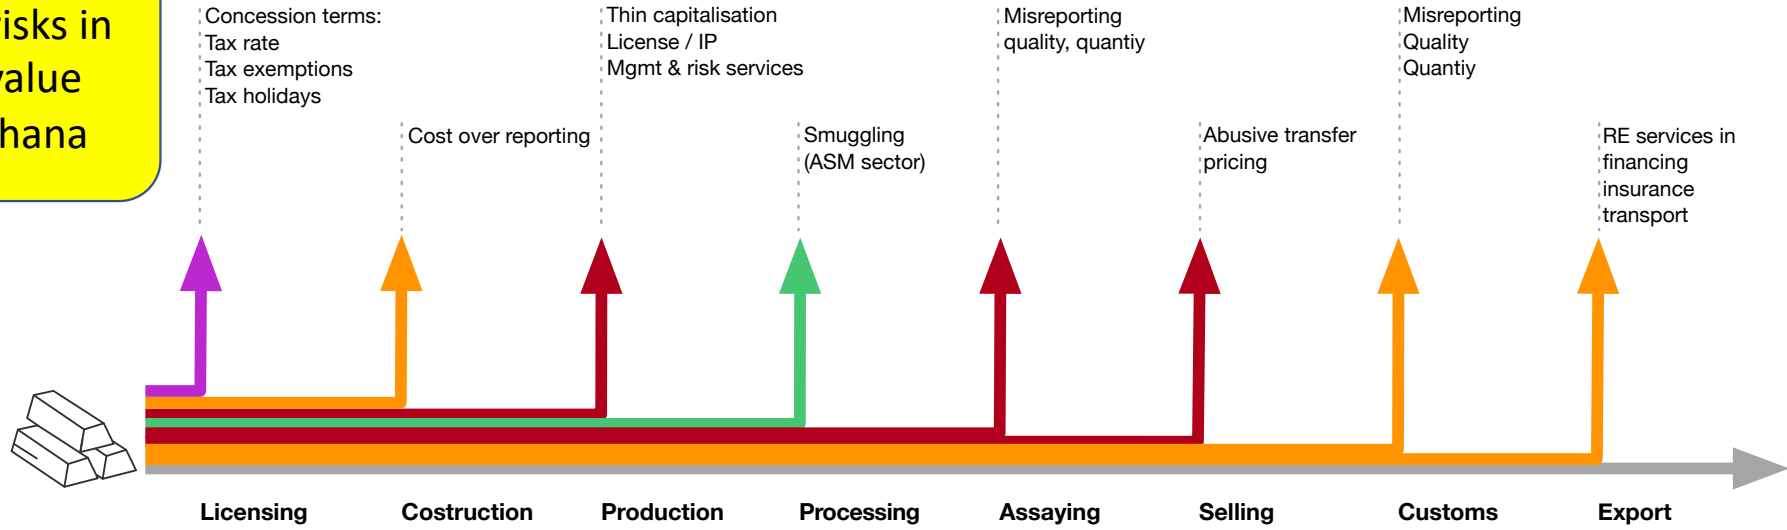 risks in
value
hana
Concession terms:
Tax rate
Tax exemptions
Tax holidays
Cost over reporting
Thin capitalisation
License / IP
Mgmt & risk services
Smuggling
(ASM sector)
Misreporting
quality, quantiy
Abusive transfer
pricing
Misreporting
Quality
Quantiy
RE services in
financing
insurance
transport
Licensing
Costruction
Production
Processing
Assaying
Selling
Customs
Export